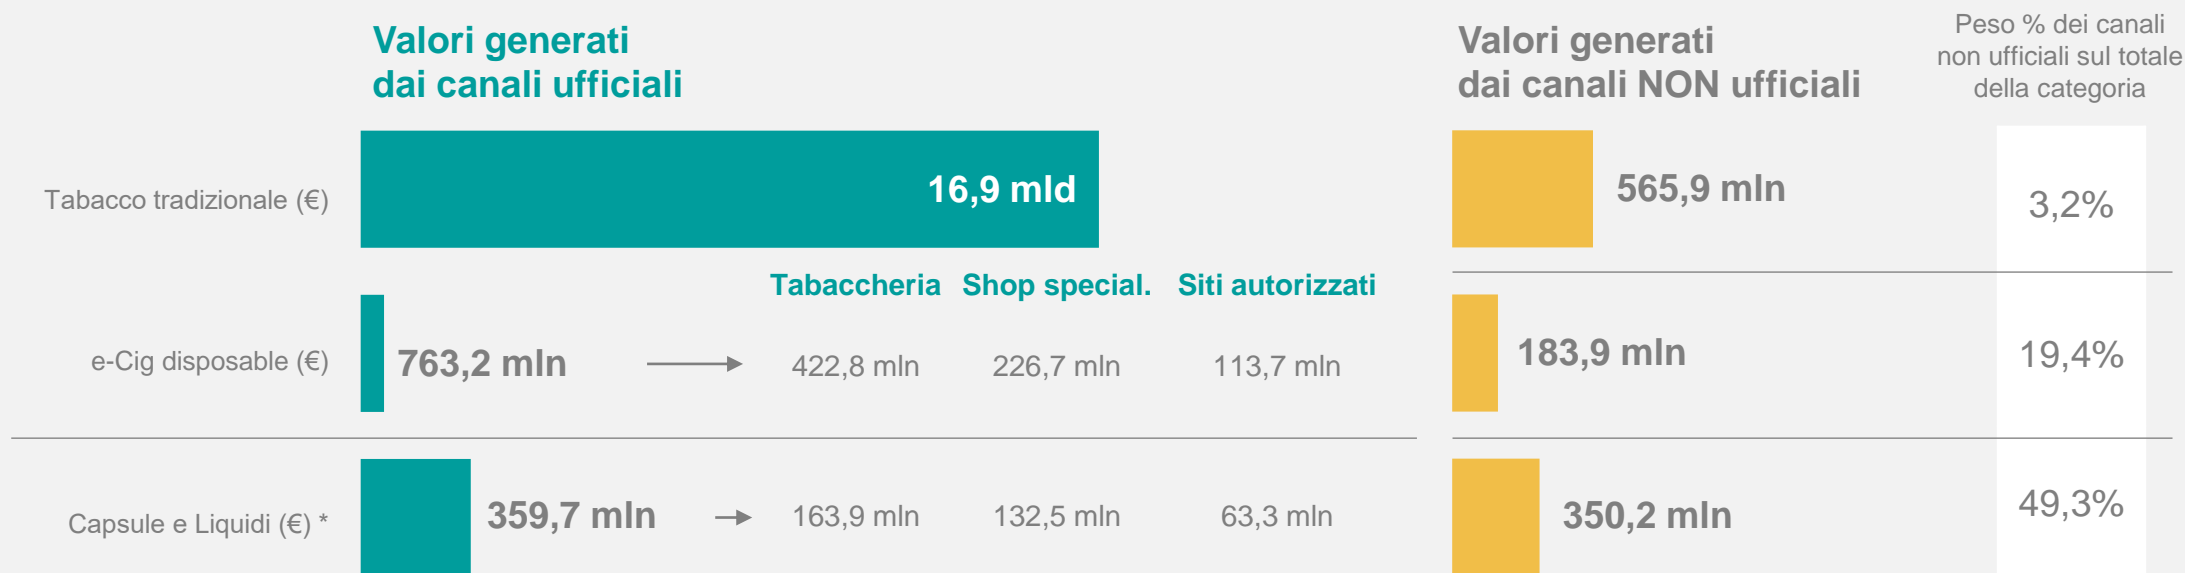 Valori generati
dai canali ufficiali
Valori generati
dai canali NON ufficiali
Peso % dei canali
non ufficiali sul totale
della categoria
Tabacco tradizionale (€)
16,9 mld
565,9 mln
3,2%
Tabaccheria
Shop special.
Siti autorizzati
e-Cig disposable (€)
763,2 mln
422,8 mln
226,7 mln
113,7 mln
183,9 mln
19,4%
Capsule e Liquidi (€) *
359,7 mln
163,9 mln
132,5 mln
63,3 mln
350,2 mln
49,3%